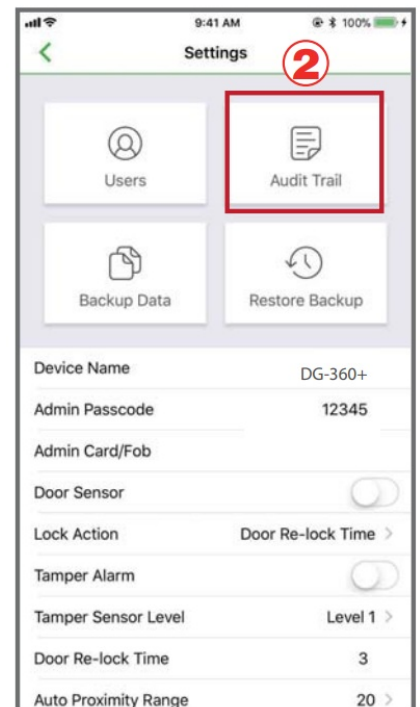 9:41 AM 100%
Settings
2
Users Audit Trail
Backup Data Restore Backup
Device Name DG-360+
Admin Passcode 12345
Admin Card/Fob
Door Sensor
Lock Action Door Re-lock Time >
Tamper Alarm
Tamper Sensor Level Level 1 >
Door Re-lock Time 3
Auto Proximity Range 20 >